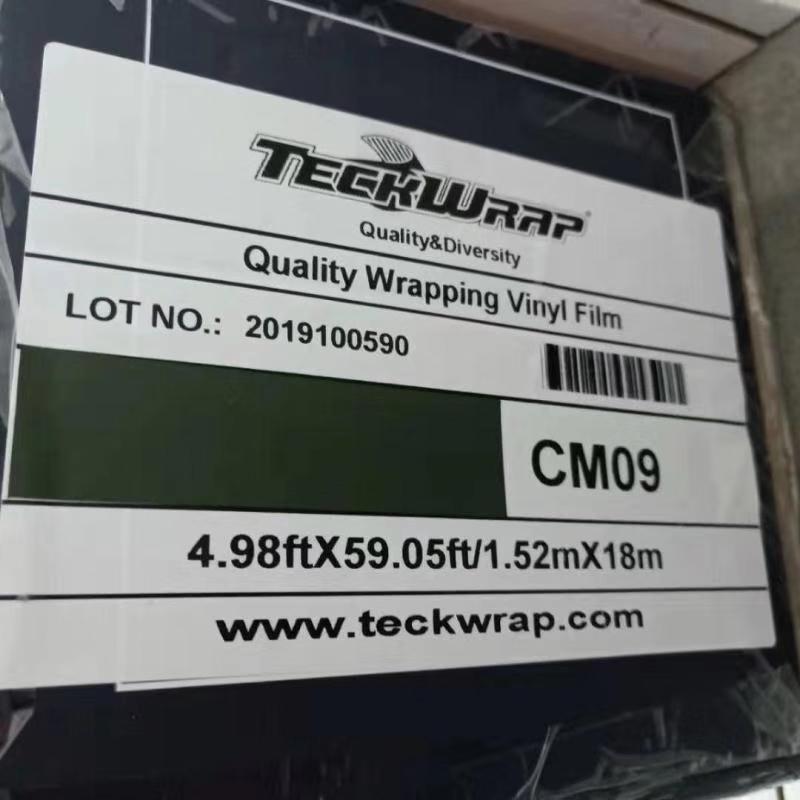 TECKWRAP®
Quality&Diversity
Quality Wrapping Vinyl Film
LOT NO.: 2019100590
CM09
4.98ftX59.05ft/1.52mX18m
www.teckwrap.com